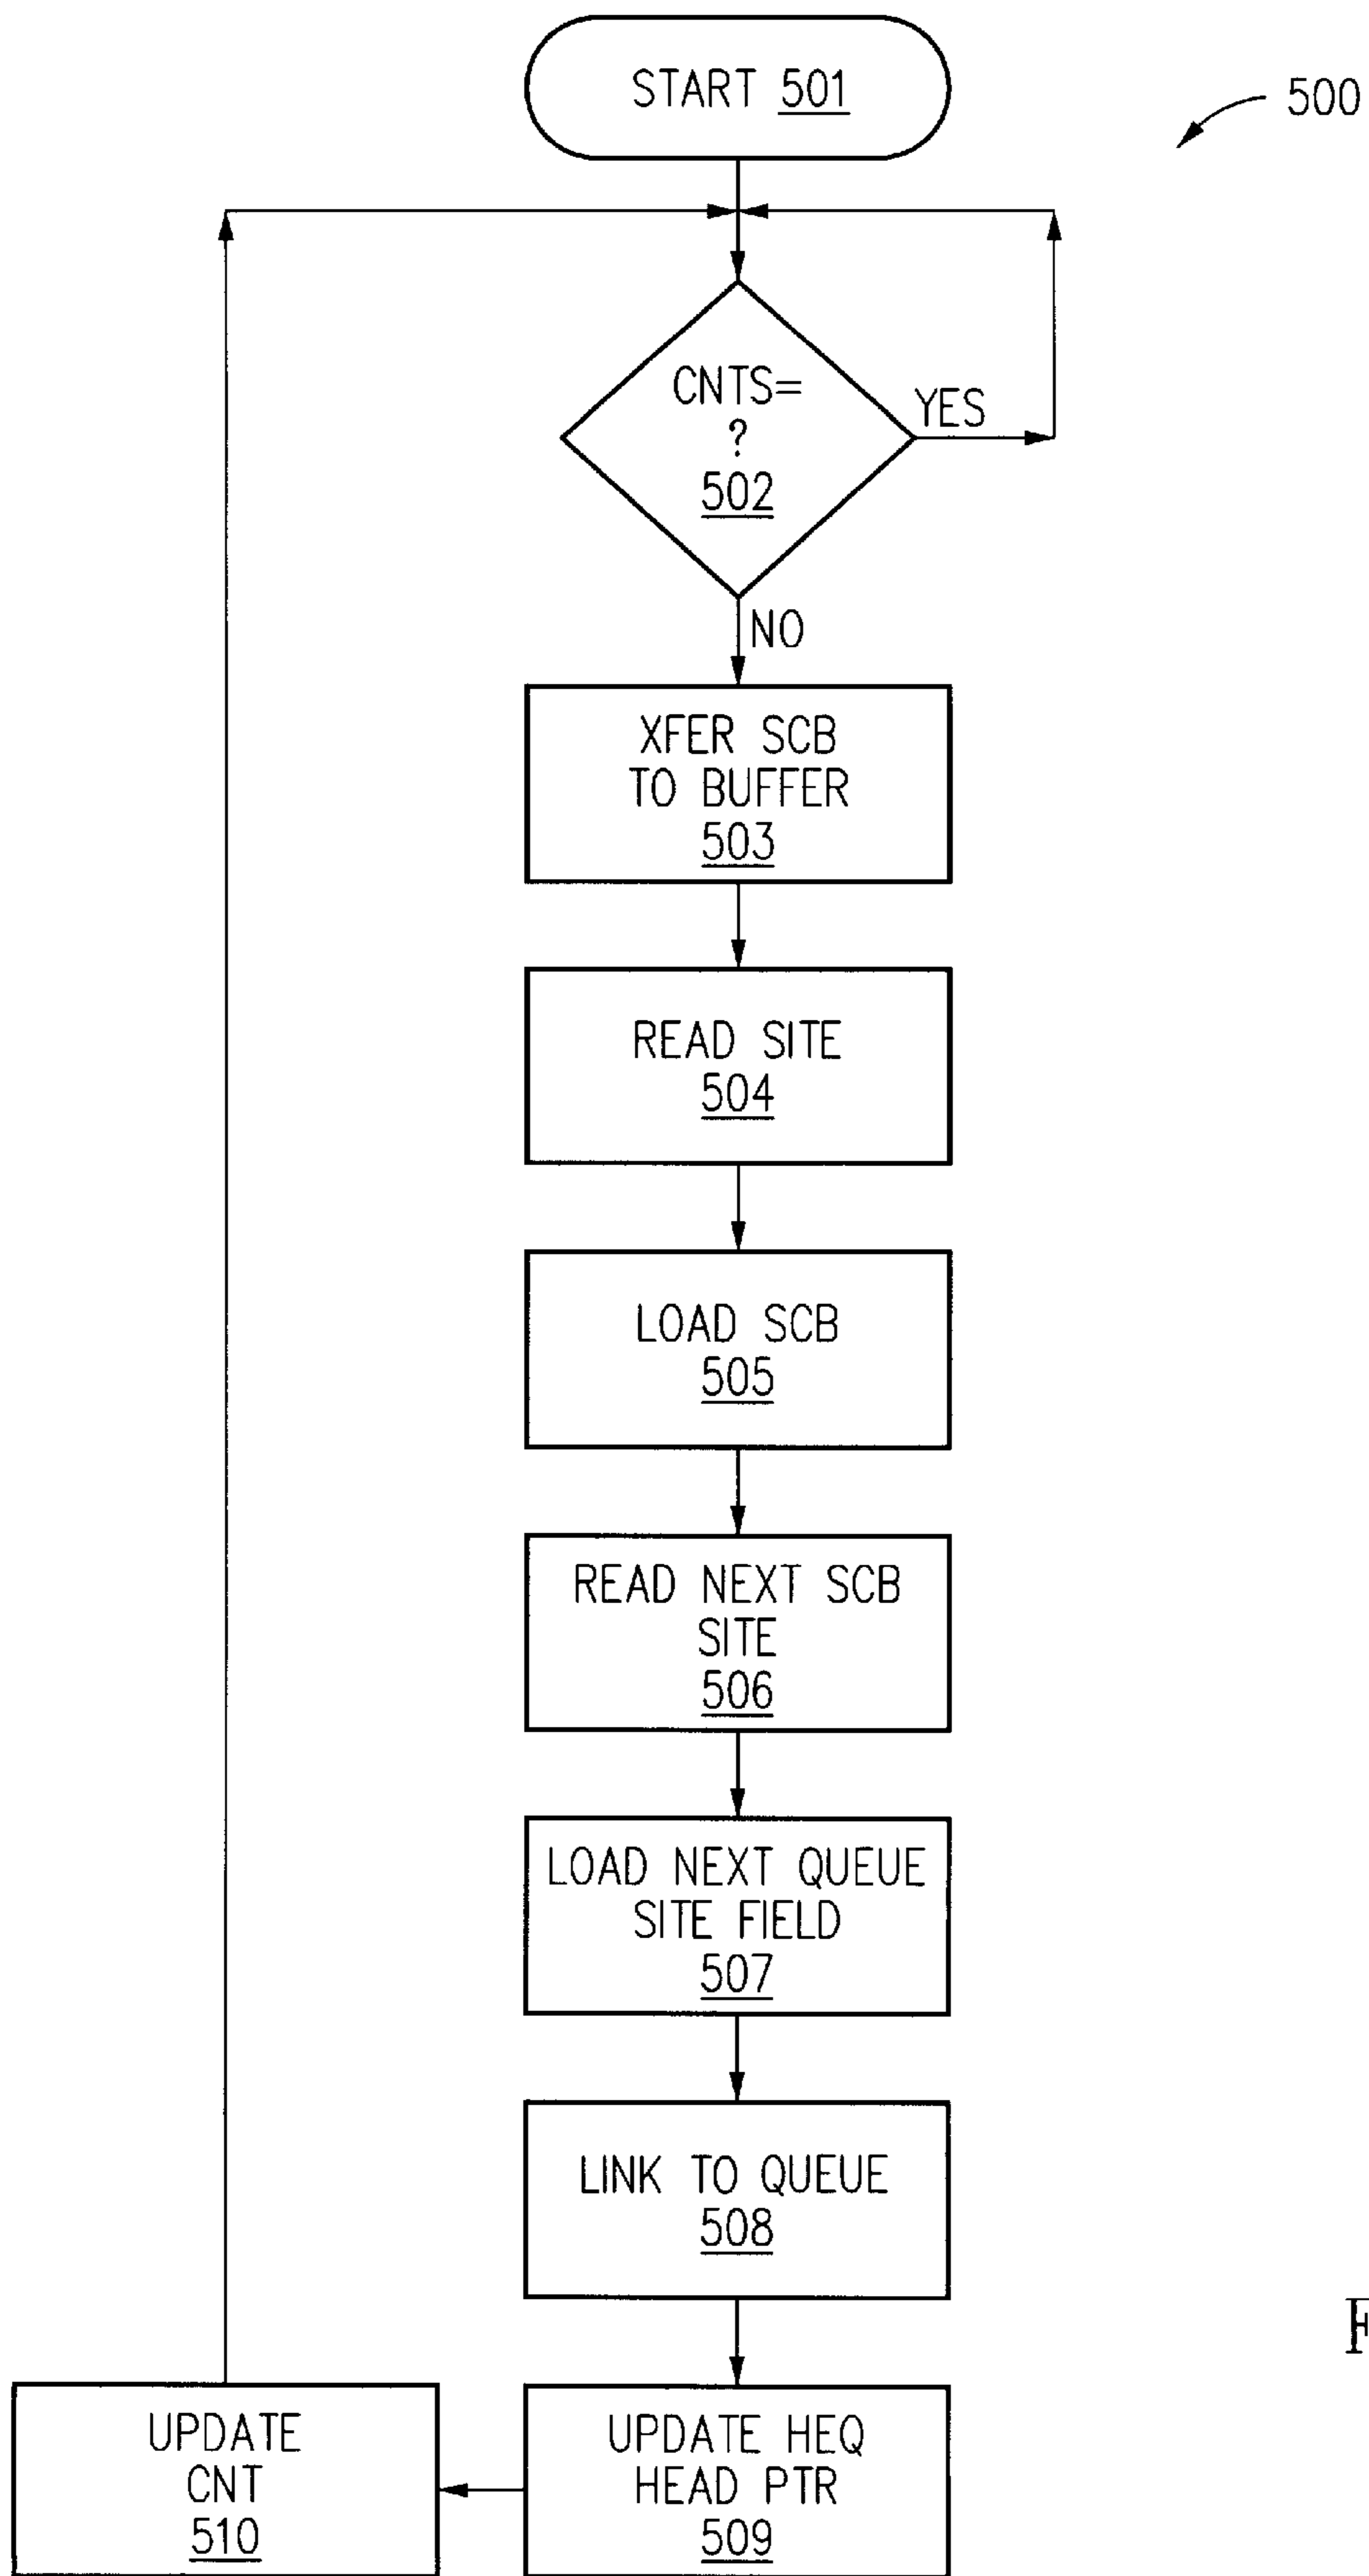 START 501
500
CNTS=
?
502
YES
NO
XFER SCB
TO BUFFER
503
READ SITE
504
LOAD SCB
505
READ NEXT SCB
SITE
506
LOAD NEXT QUEUE
SITE FIELD
507
LINK TO QUEUE
508
UPDATE HEQ
HEAD PTR
509
UPDATE
CNT
510
F